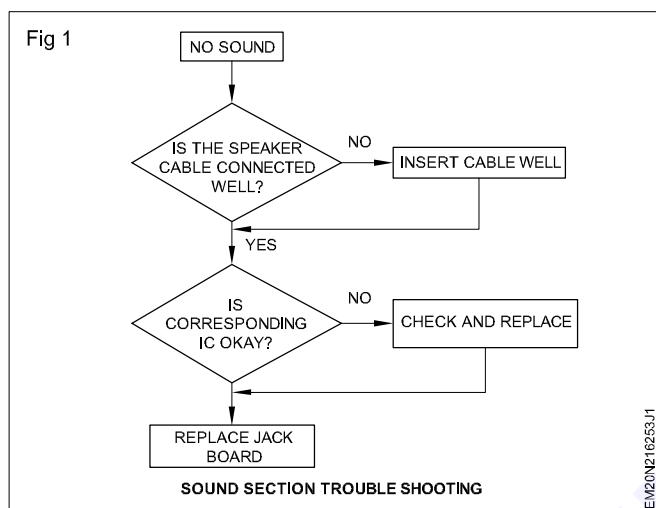 Fig 1
NO SOUND
IS THE SPEAKER
CABLE CONNECTED
WELL?
NO
INSERT CABLE WELL
YES
IS
CORRESPONDING
IC OKAY?
NO
CHECK AND REPLACE
REPLACE JACK
BOARD
SOUND SECTION TROUBLE SHOOTING
EM20N216253J1